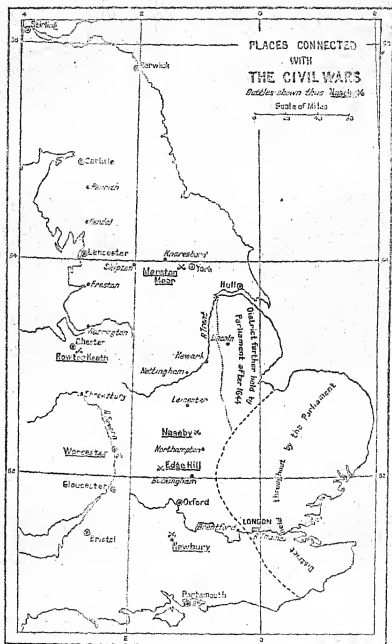 PLACES CONNECTED
WITH
THE CIVIL WARS
Battles shown thus Naseby
Scale of Miles
Stirling
Berwick
Carlisle
Penrith
Kendal
Lancaster
Skipton
Knaresboro'
York
Marston
Moor
Preston
Hull
R. Trent
Lincoln
District further held by
Parliament after 1644
Warrington
Chester
Rowton Heath
Newark
Nottingham
Shrewsbury
R. Severn
Leicester
Naseby
Worcester
Northampton
Edge Hill
Buckingham
Gloucester
Oxford
Brentford
LONDON
R. Thames
Bristol
Newbury
District held
throughout by the Parliament
Portsmouth